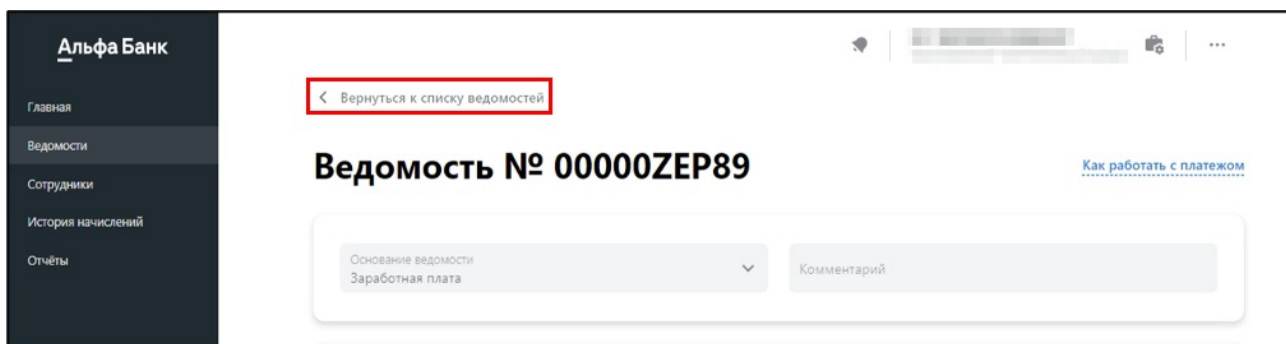 Альфа Банк
Главная
Ведомости
Сотрудники
История начислений
Отчёты
Вернуться к списку ведомостей
Ведомость № 00000ZEP89
Как работать с платежом
Основание ведомости
Заработная плата
Комментарий